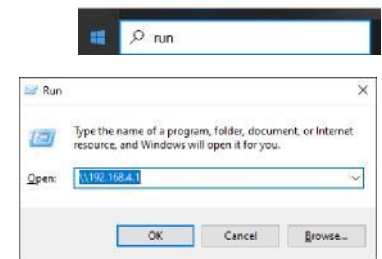 run
Run
Type the name of a program, folder, document, or Internet
resource, and Windows will open it for you.
Open: \\192.168.4.1
OK Cancel Browse...